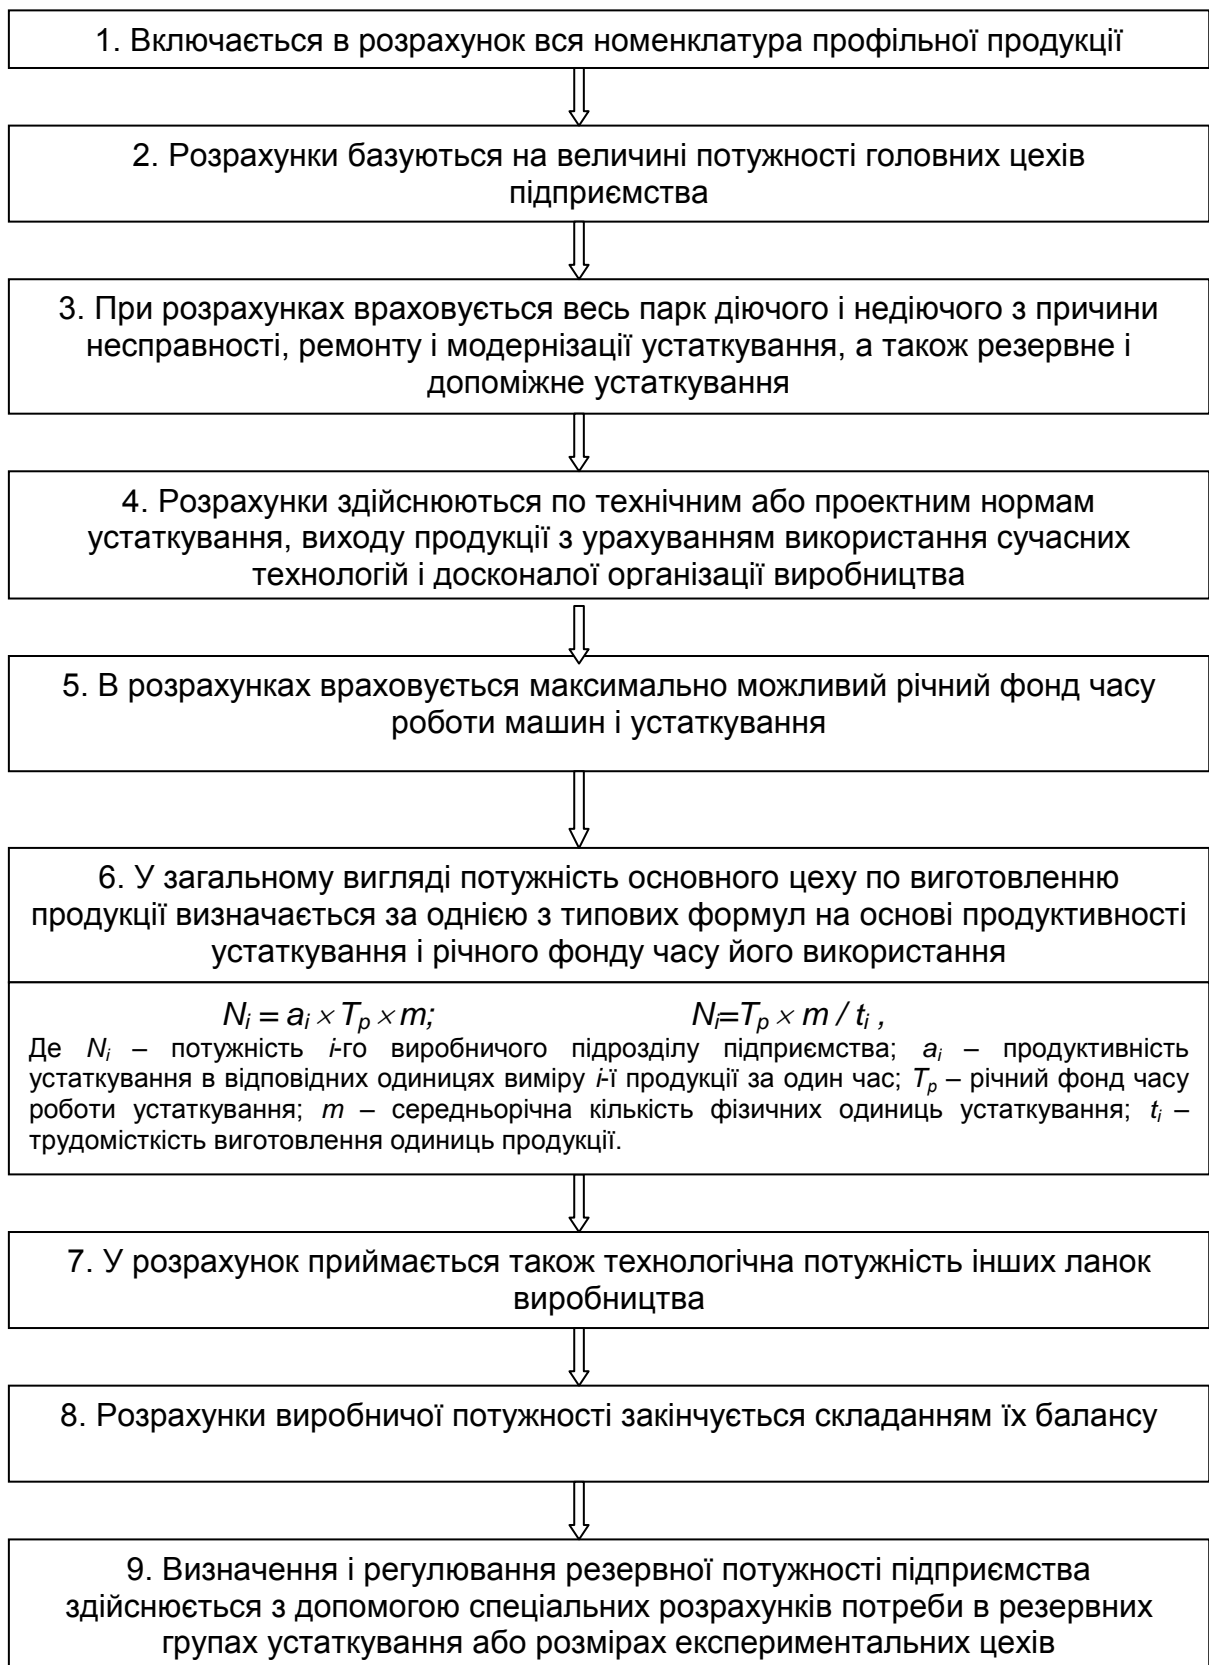 1. Включається в розрахунок вся номенклатура профільної продукції
2. Розрахунки базуються на величині потужності головних цехів
підприємства
3. При розрахунках враховується весь парк діючого і недіючого з причини
несправності, ремонту і модернізації устаткування, а також резервне і
допоміжне устаткування
4. Розрахунки здійснюються по технічним або проектним нормам
устаткування, виходу продукції з урахуванням використання сучасних
технологій і досконалої організації виробництва
5. В розрахунках враховується максимально можливий річний фонд часу
роботи машин і устаткування
6. У загальному вигляді потужність основного цеху по виготовленню
продукції визначається за однією з типових формул на основі продуктивності
устаткування і річного фонду часу його використання
Nᵢ = aᵢ × Tₚ × m; Nᵢ=Tₚ × m / tᵢ ,
Де Nᵢ – потужність i-го виробничого підрозділу підприємства; aᵢ – продуктивність
устаткування в відповідних одиницях виміру i-ї продукції за один час; Tₚ – річний фонд часу
роботи устаткування; m – середньорічна кількість фізичних одиниць устаткування; tᵢ –
трудомісткість виготовлення одиниць продукції.
7. У розрахунок приймається також технологічна потужність інших ланок
виробництва
8. Розрахунки виробничої потужності закінчується складанням їх балансу
9. Визначення і регулювання резервної потужності підприємства
здійснюється з допомогою спеціальних розрахунків потреби в резервних
групах устаткування або розмірах експериментальних цехів